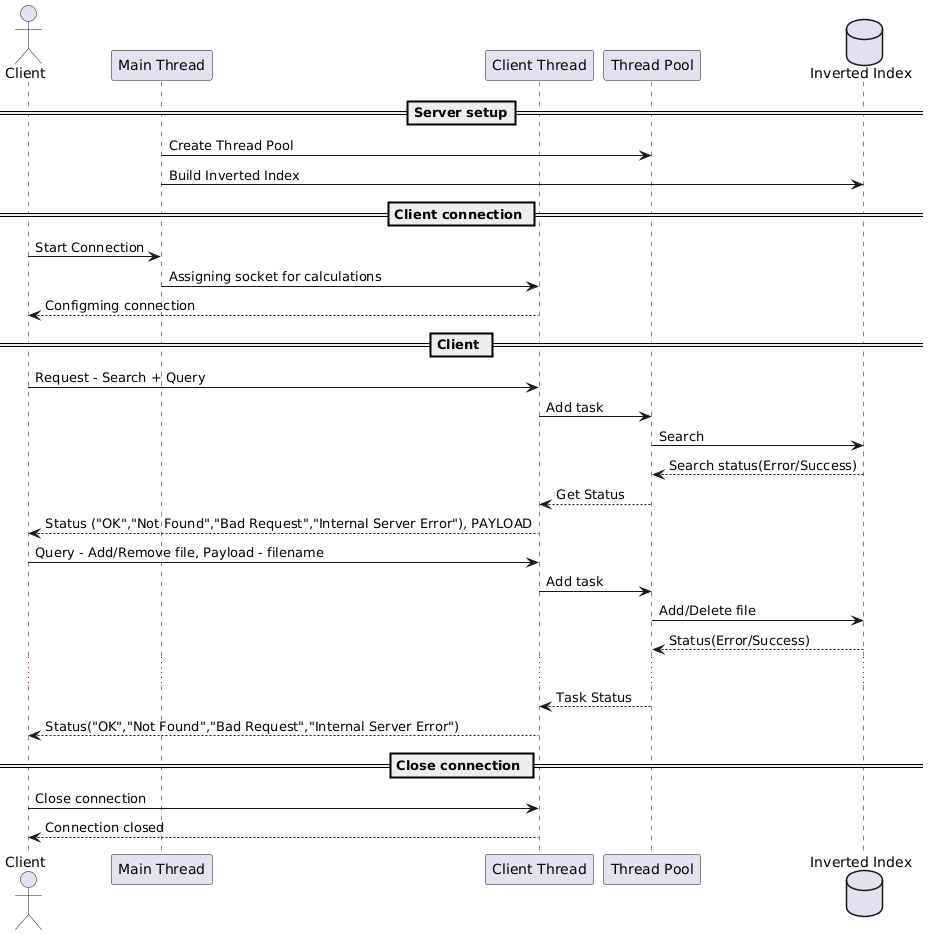 Client
Main Thread
Client Thread
Thread Pool
Inverted Index
Server setup
Create Thread Pool
Build Inverted Index
Client connection
Start Connection
Assigning socket for calculations
Configming connection
Client
Request - Search + Query
Add task
Search
Search status(Error/Success)
Get Status
Status ("OK","Not Found","Bad Request","Internal Server Error"), PAYLOAD
Query - Add/Remove file, Payload - filename
Add task
Add/Delete file
Status(Error/Success)
Task Status
Status("OK","Not Found","Bad Request","Internal Server Error")
Close connection
Close connection
Connection closed
Client
Main Thread
Client Thread
Thread Pool
Inverted Index